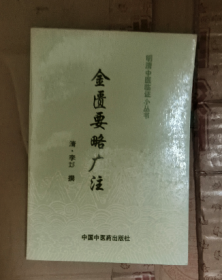 明清中医临证小丛书
金匮要略广注
清·李彣 撰
中国中医药出版社